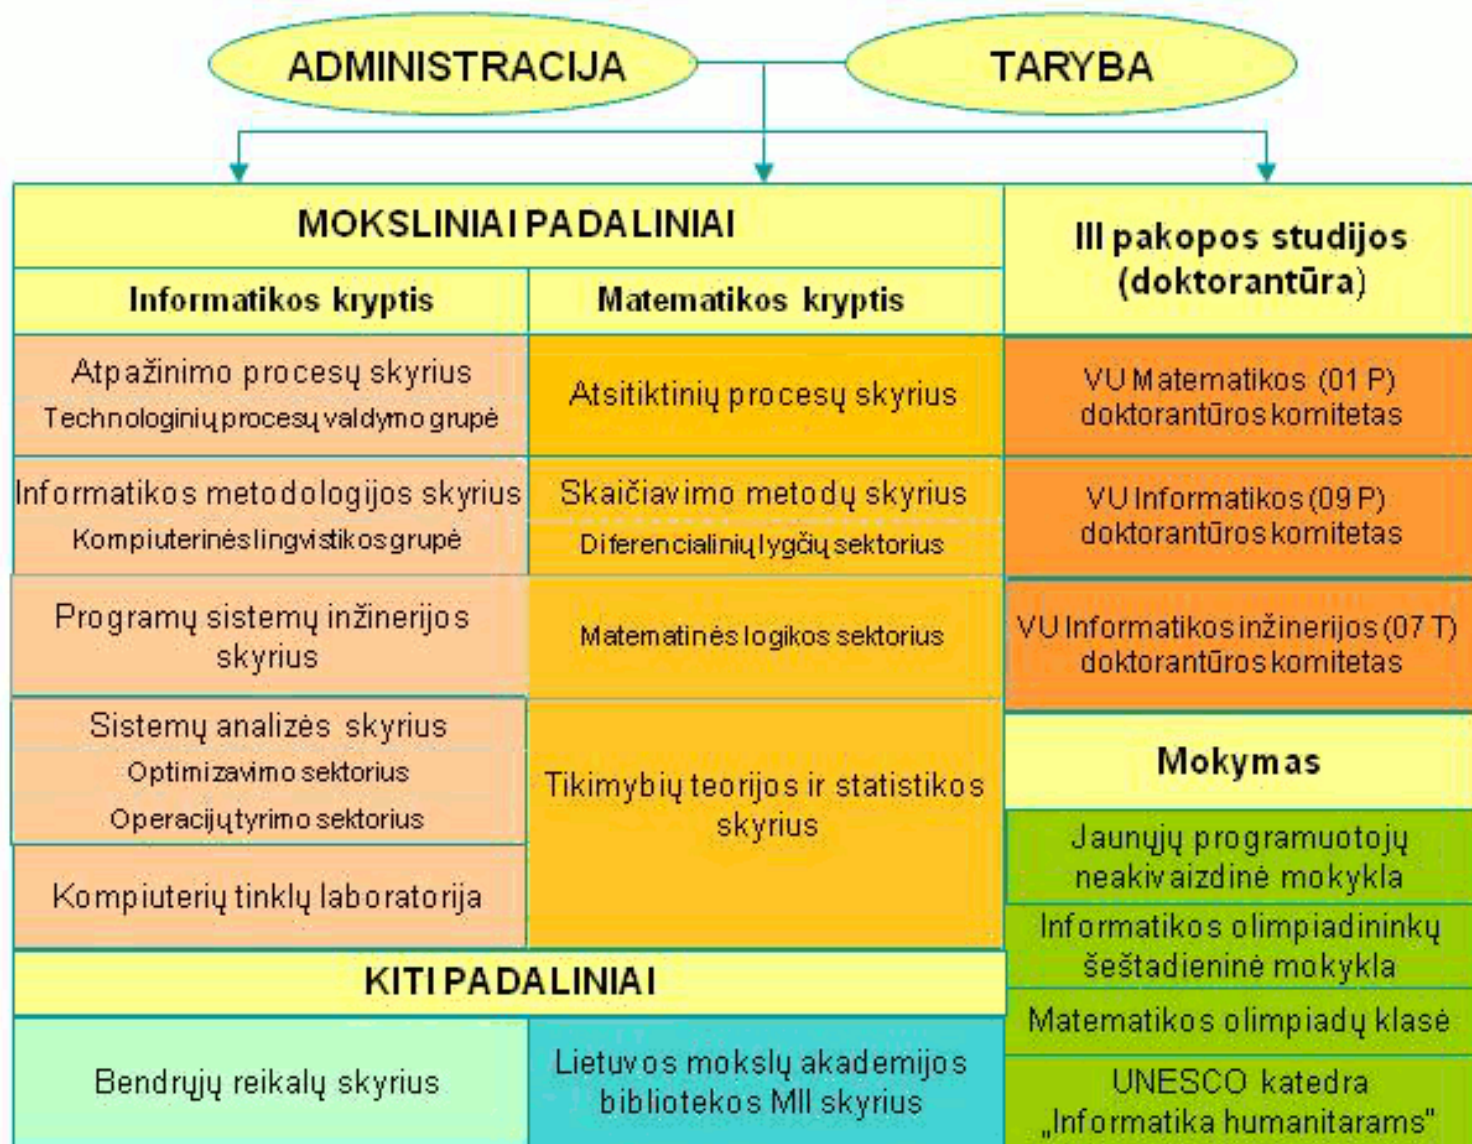 ADMINISTRACIJA
TARYBA
MOKSLINIAI PADALINIAI
Informatikos kryptis
Matematikos kryptis
Atpažinimo procesų skyrius
Technologinių procesų valdymo grupė
Atsitiktinių procesų skyrius
Informatikos metodologijos skyrius
Kompiuterinės lingvistikos grupė
Skaičiavimo metodų skyrius
Diferencialinių lygčių sektorius
Programų sistemų inžinerijos
skyrius
Matematinės logikos sektorius
Sistemų analizės skyrius
Optimizavimo sektorius
Operacijų tyrimo sektorius
Tikimybių teorijos ir statistikos
skyrius
Kompiuterių tinklų laboratorija
KITI PADALINIAI
Bendrųjų reikalų skyrius
Lietuvos mokslų akademijos
bibliotekos MII skyrius
III pakopos studijos
(doktorantūra)
VU Matematikos (01 P)
doktorantūros komitetas
VU Informatikos (09 P)
doktorantūros komitetas
VU Informatikos inžinerijos (07 T)
doktorantūros komitetas
Mokymas
Jaunųjų programuotojų
neakivaizdinė mokykla
Informatikos olimpiadininkų
šeštadieninė mokykla
Matematikos olimpiadų klasė
UNESCO katedra
„Informatika humanitarams"